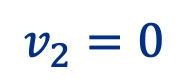 v₂ = 0